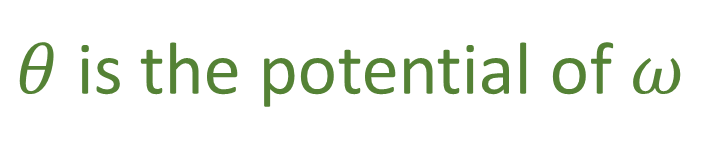 θ is the potential of ω